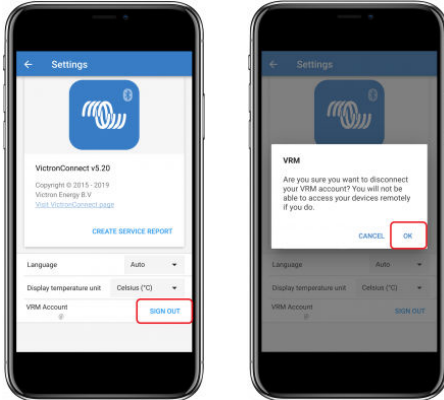 Settings
VictronConnect v5.20
Copyright © 2015 - 2019
Victron Energy B.V
Visit VictronConnect page
CREATE SERVICE REPORT
Language Auto
Display temperature unit Celsius (°C)
VRM Account SIGN OUT
Settings
VRM
Are you sure you want to disconnect
your VRM account? You will not be
able to access your devices remotely
if you do.
CANCEL OK
Language Auto
Display temperature unit Celsius (°C)
VRM Account SIGN OUT